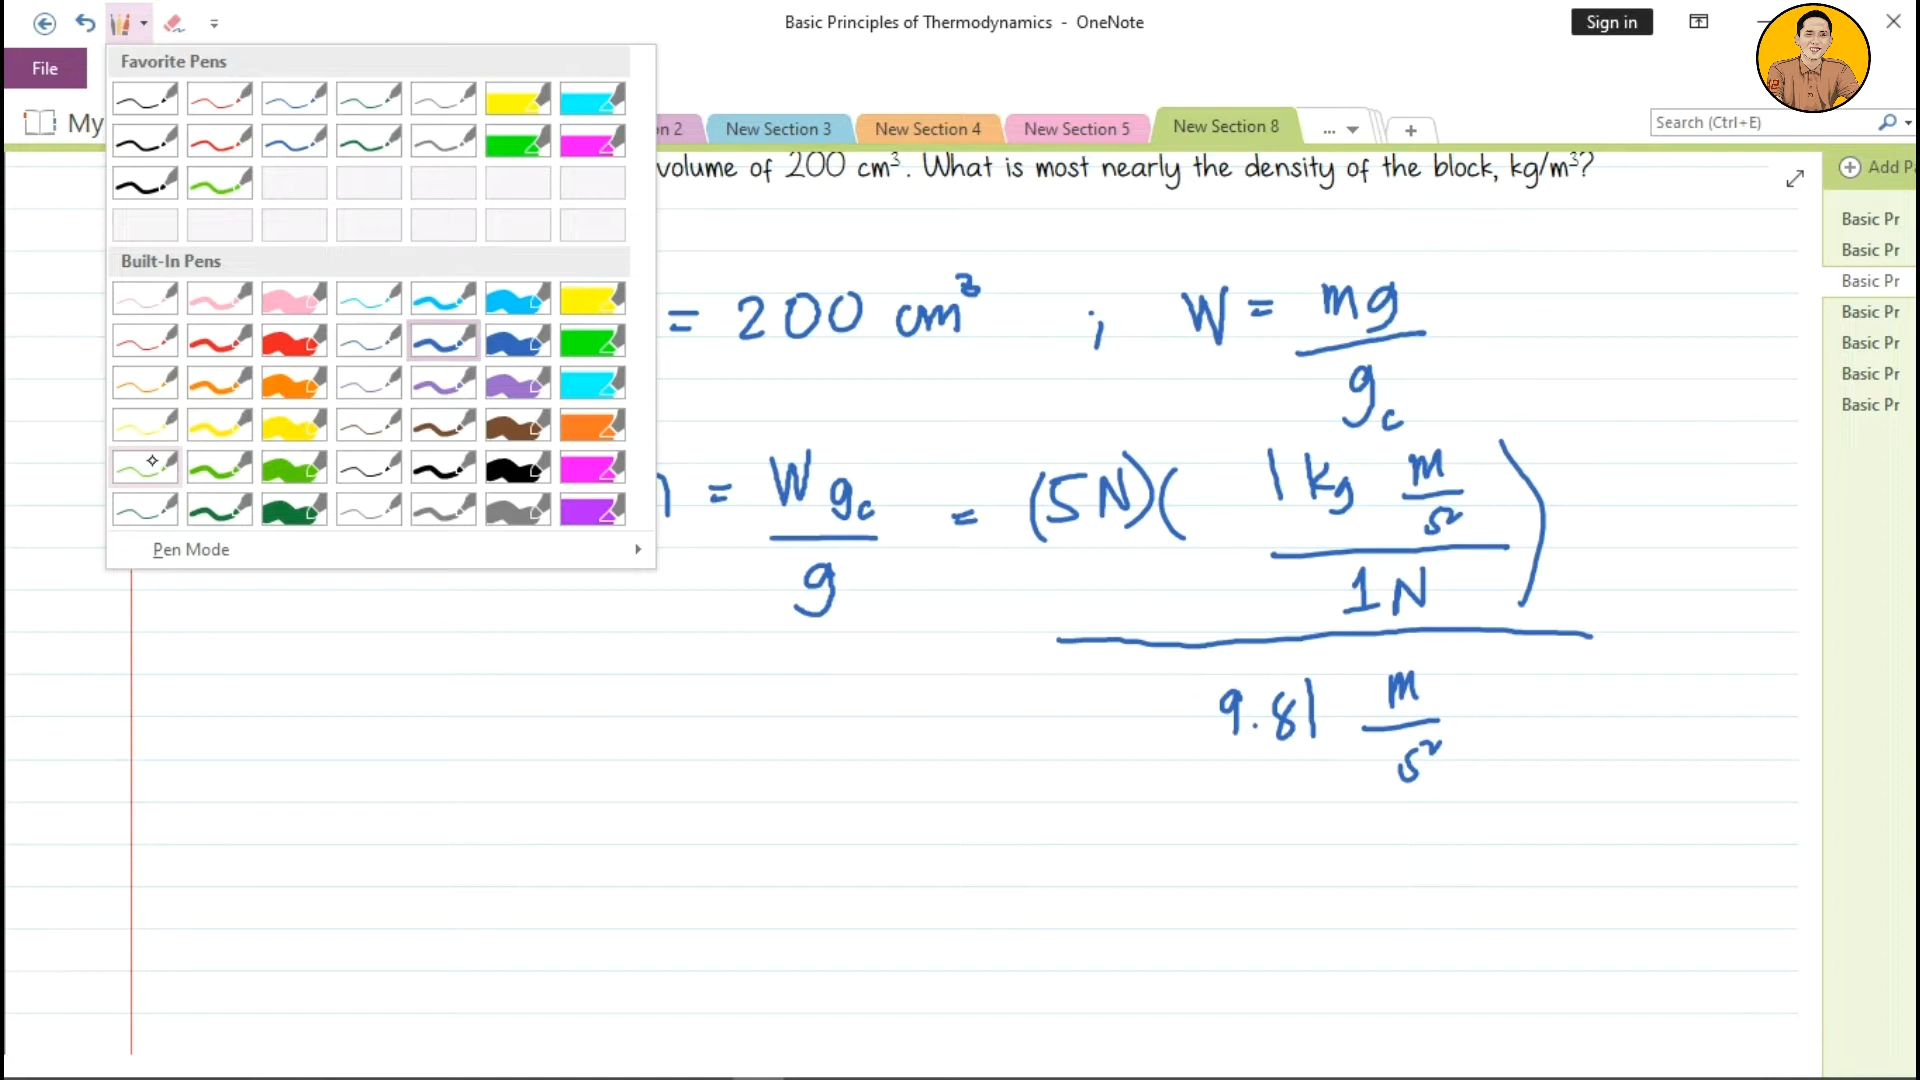 Basic Principles of Thermodynamics - OneNote
Sign in
File
Favorite Pens
My
n 2
New Section 3
New Section 4
New Section 5
New Section 8
...
+
Search (Ctrl+E)
volume of 200 cm³. What is most nearly the density of the block, kg/m³?
Add P
Basic Pr
Basic Pr
Basic Pr
Basic Pr
Basic Pr
Basic Pr
Basic Pr
Built-In Pens
Pen Mode
= 200 cm³ ; W = mg / gc
= W gc / g = (5N)( 1 kg m/s² / 1N )
9.81 m/s²